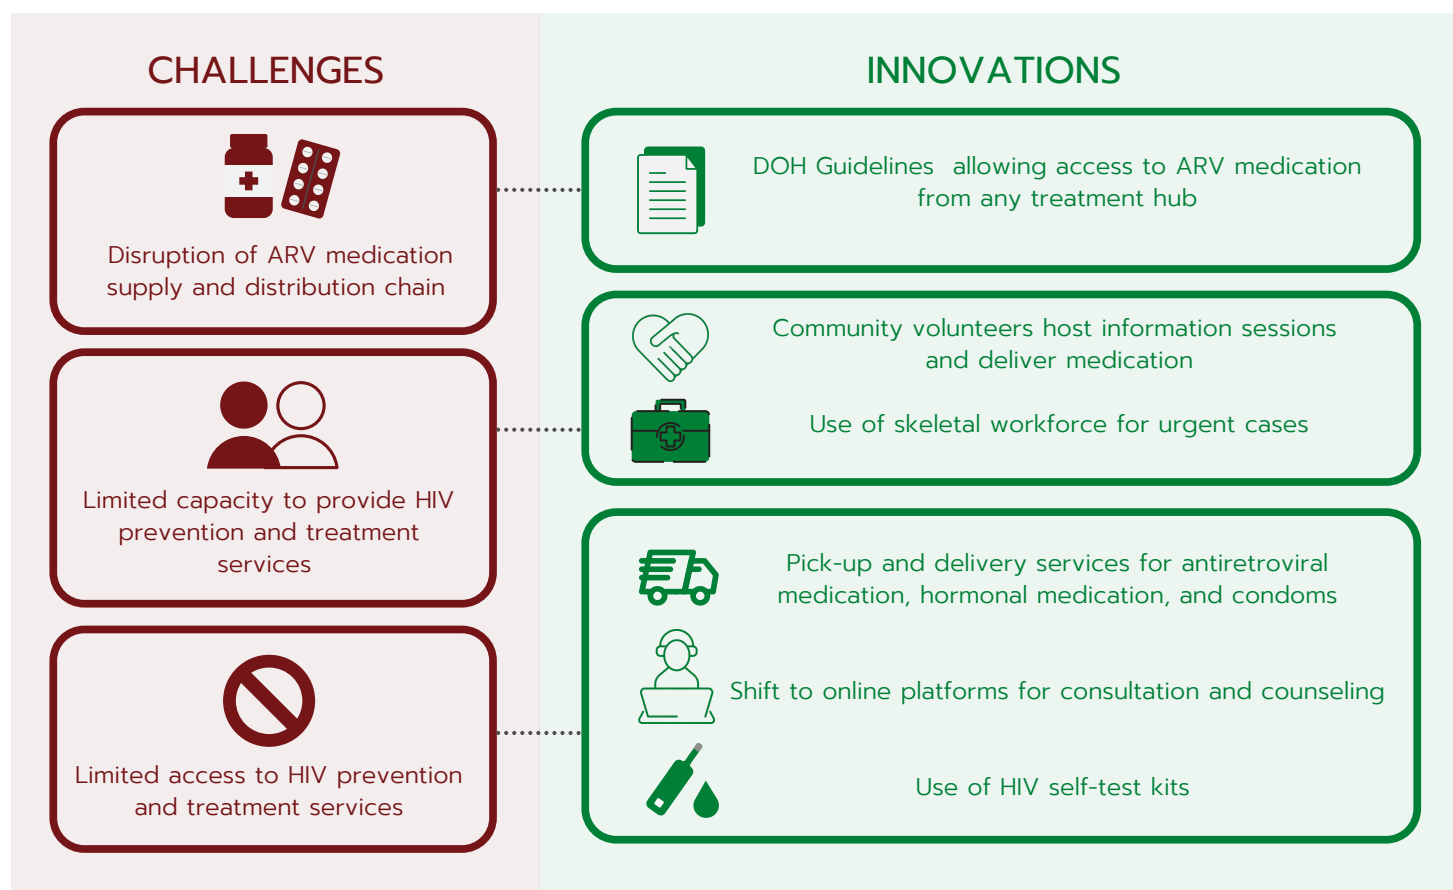 CHALLENGES
Disruption of ARV medication
supply and distribution chain
Limited capacity to provide HIV
prevention and treatment
services
Limited access to HIV prevention
and treatment services
INNOVATIONS
DOH Guidelines  allowing access to ARV medication
from any treatment hub
Community volunteers host information sessions
and deliver medication
Use of skeletal workforce for urgent cases
Pick-up and delivery services for antiretroviral
medication, hormonal medication, and condoms
Shift to online platforms for consultation and counseling
Use of HIV self-test kits